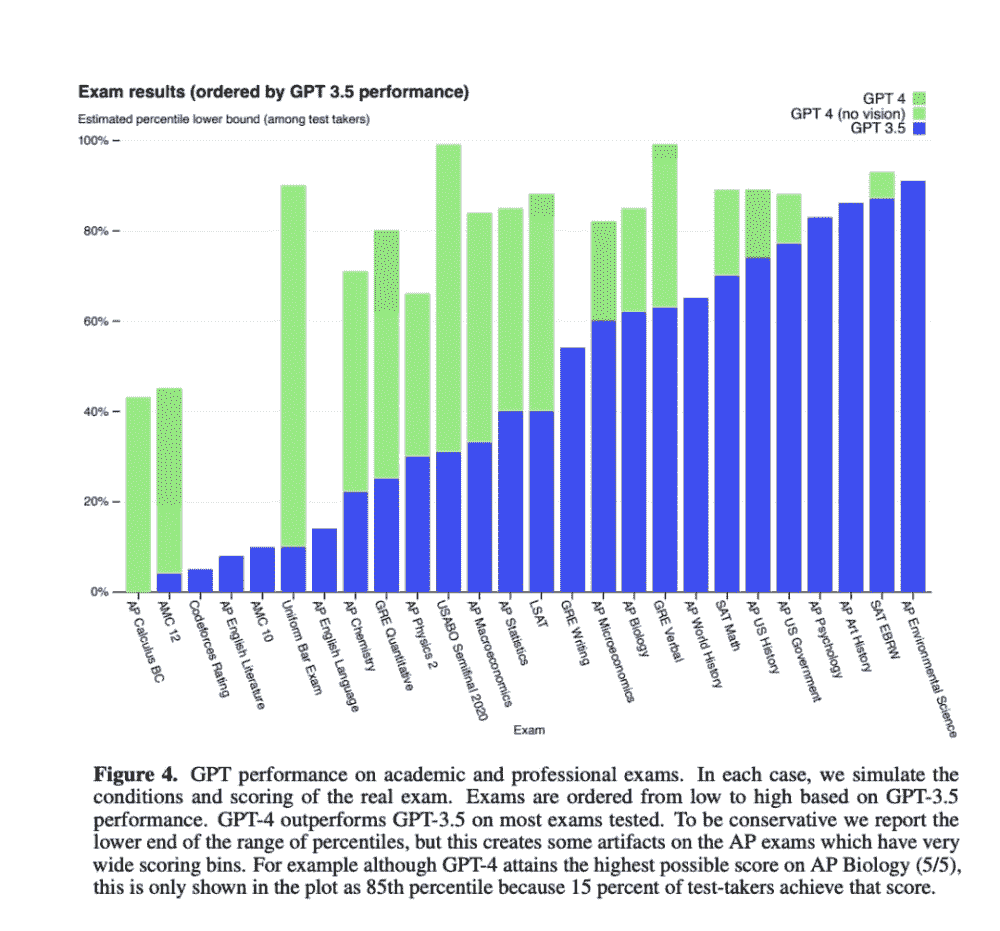 Exam results (ordered by GPT 3.5 performance)
Estimated percentile lower bound (among test takers)
GPT 4
GPT 4 (no vision)
GPT 3.5
100%
80%
60%
40%
20%
0%
AP Calculus BC
AMC 12
Codeforces Rating
AP English Literature
AMC 10
Uniform Bar Exam
AP English Language
AP Chemistry
GRE Quantitative
AP Physics 2
USABO Semifinal 2020
AP Macroeconomics
AP Statistics
LSAT
GRE Writing
AP Microeconomics
AP Biology
GRE Verbal
AP World History
SAT Math
AP US History
AP US Government
AP Psychology
AP Art History
SAT EBRW
AP Environmental Science
Exam
Figure 4. GPT performance on academic and professional exams. In each case, we simulate the
conditions and scoring of the real exam. Exams are ordered from low to high based on GPT-3.5
performance. GPT-4 outperforms GPT-3.5 on most exams tested. To be conservative we report the
lower end of the range of percentiles, but this creates some artifacts on the AP exams which have very
wide scoring bins. For example although GPT-4 attains the highest possible score on AP Biology (5/5),
this is only shown in the plot as 85th percentile because 15 percent of test-takers achieve that score.